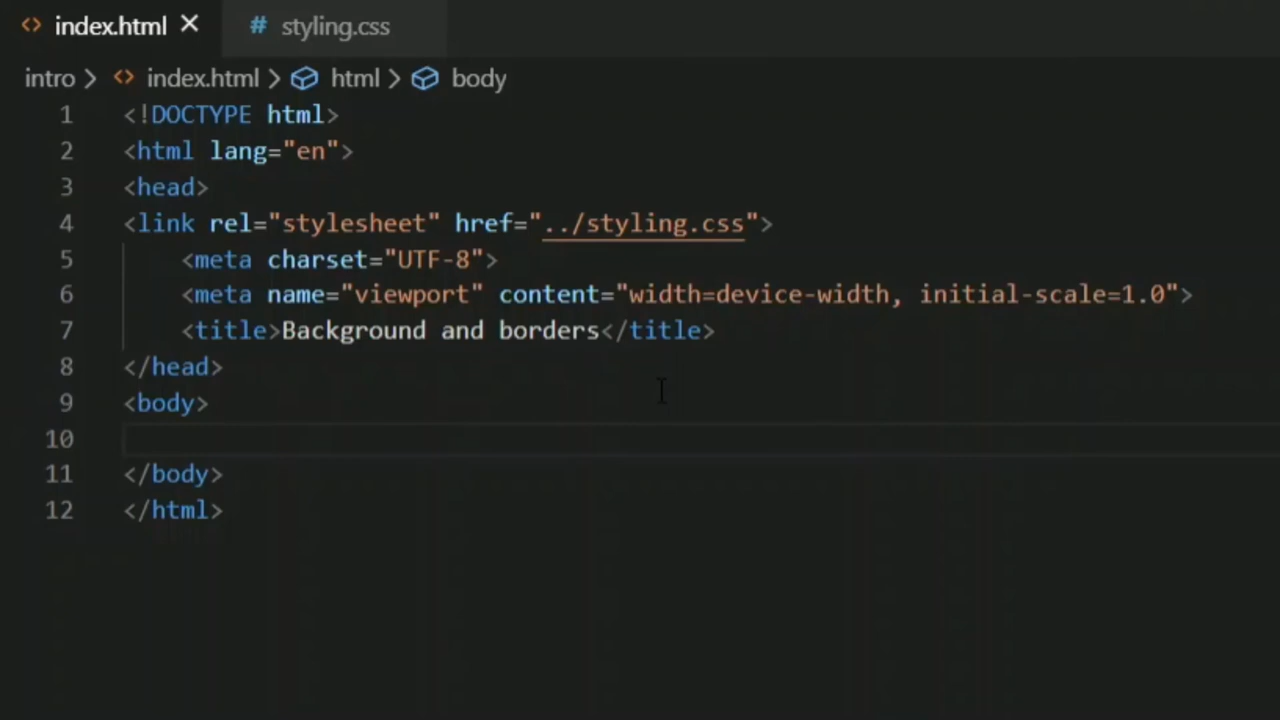 index.html
# styling.css
intro > index.html > html > body
1 <!DOCTYPE html>
2 <html lang="en">
3 <head>
4 <link rel="stylesheet" href="../styling.css">
5     <meta charset="UTF-8">
6     <meta name="viewport" content="width=device-width, initial-scale=1.0">
7     <title>Background and borders</title>
8 </head>
9 <body>
10
11 </body>
12 </html>